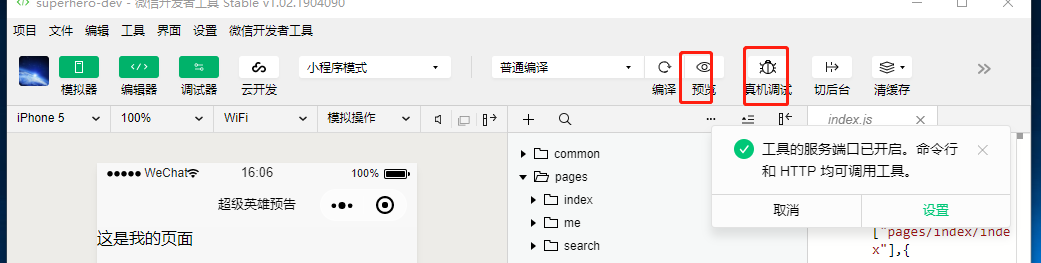 superhero-dev - 微信开发者工具 Stable v1.02.1904090
项目 文件 编辑 工具 界面 设置 微信开发者工具
小程序模式 普通编译
模拟器 编辑器 调试器 云开发 编译 预览 真机调试 切后台 清缓存
iPhone 5 100% WiFi 模拟操作 index.js
工具的服务端口已开启。命令行
和 HTTP 均可调用工具。
取消 设置
common
pages
index
me
search
WeChat 16:06 100%
超级英雄预告
这是我的页面
["pages/index/inde
x"],{